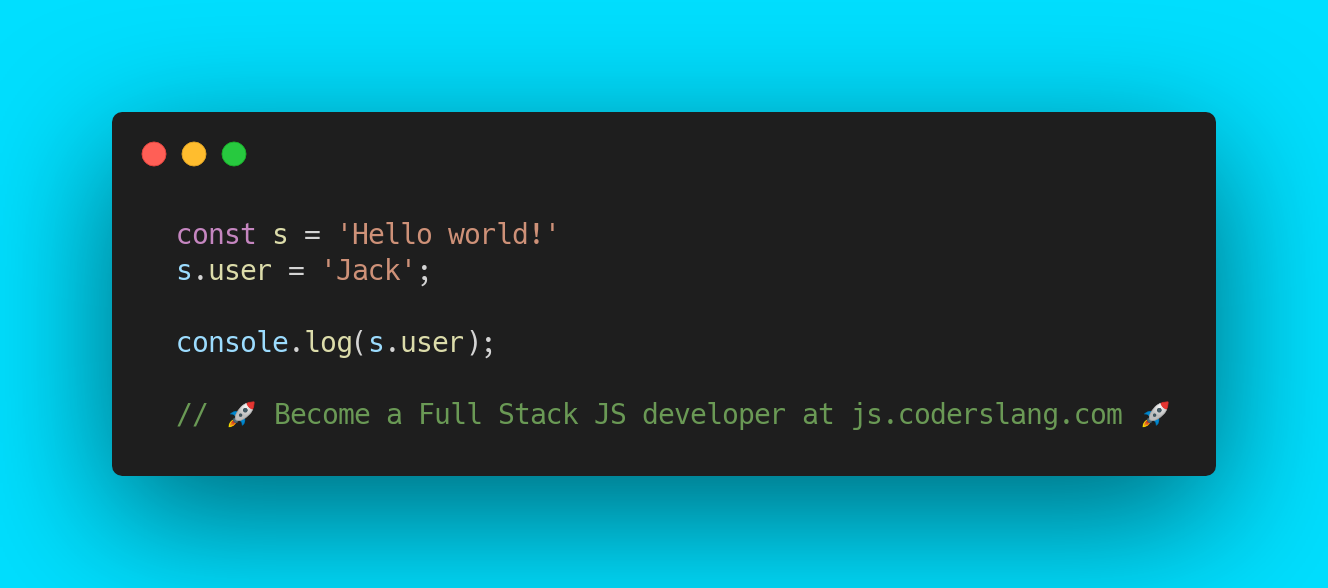 const s = 'Hello world!'
s.user = 'Jack';
console.log(s.user);
// 🚀 Become a Full Stack JS developer at js.coderslang.com 🚀